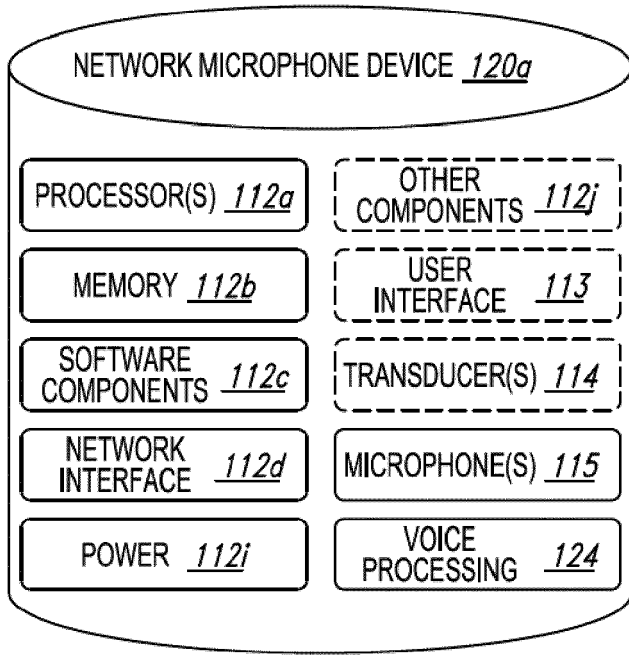 NETWORK MICROPHONE DEVICE 120a
PROCESSOR(S) 112a
MEMORY 112b
SOFTWARE
COMPONENTS 112c
NETWORK
INTERFACE 112d
POWER 112i
OTHER
COMPONENTS 112j
USER
INTERFACE 113
TRANSDUCER(S) 114
MICROPHONE(S) 115
VOICE
PROCESSING 124